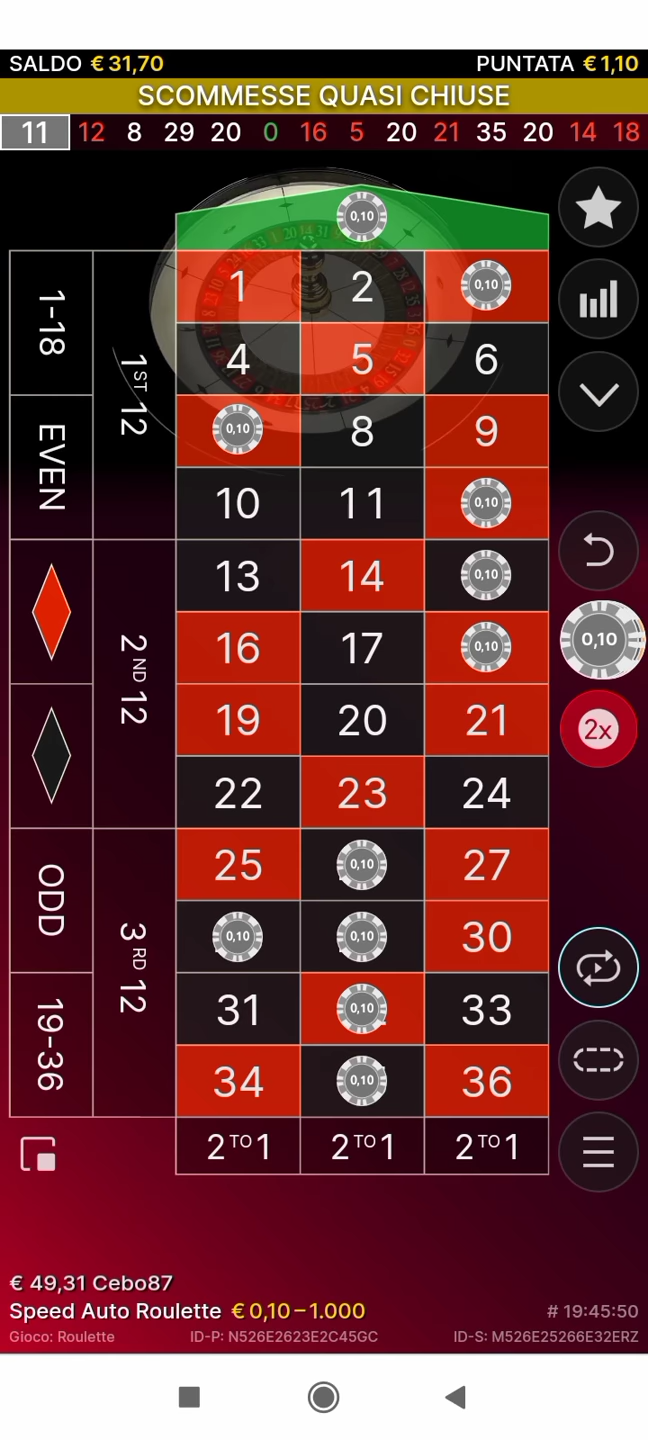 SALDO € 31,70 PUNTATA € 1,10
SCOMMESSE QUASI CHIUSE
11 12 8 29 20 0 16 5 20 21 35 20 14 18
0,10
1-18
EVEN
ODD
19-36
1ST 12
2ND 12
3RD 12
1 2 0,10
4 5 6
0,10 8 9
10 11 0,10
13 14 0,10
16 17 0,10
0,10
19 20 21
2x
22 23 24
25 0,10 27
0,10 0,10 30
31 0,10 33
34 0,10 36
2 TO 1 2 TO 1 2 TO 1
€ 49,31 Cebo87
Speed Auto Roulette € 0,10–1.000 # 19:45:50
Gioco: Roulette ID-P: N526E2623E2C45GC ID-S: M526E25266E32ERZ